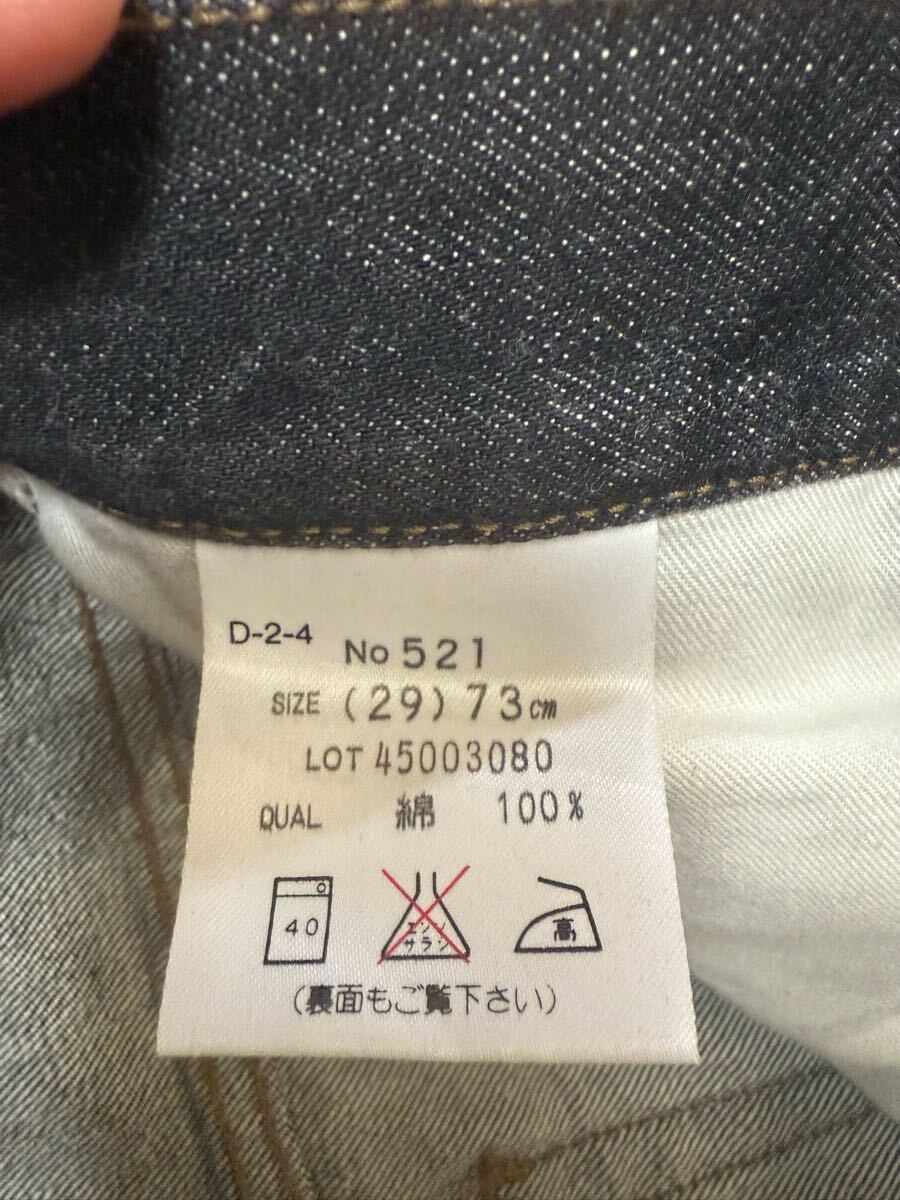 D-2-4
No 521
SIZE (29) 73cm
LOT 45003080
QUAL 綿 100%
40
エンソ
サラシ
高
(裏面もご覧下さい)